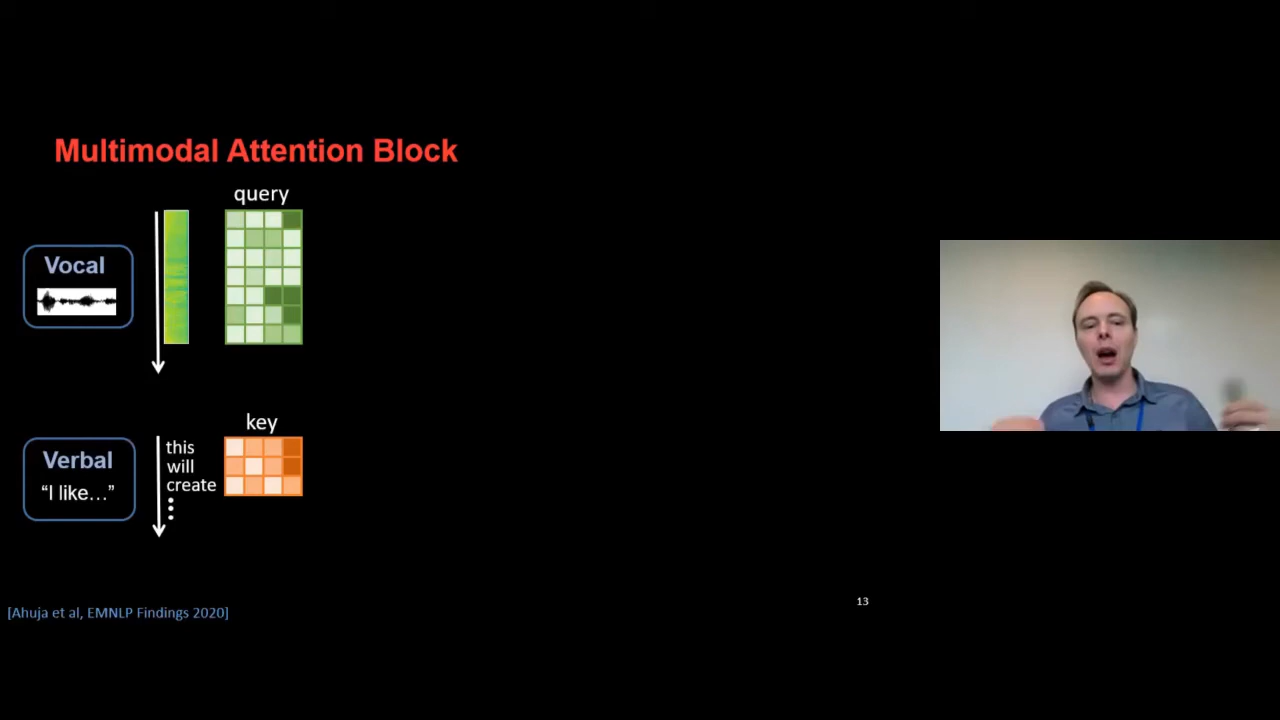 Multimodal Attention Block
query
Vocal
key
Verbal
“I like…”
this
will
create
[Ahuja et al, EMNLP Findings 2020]
13